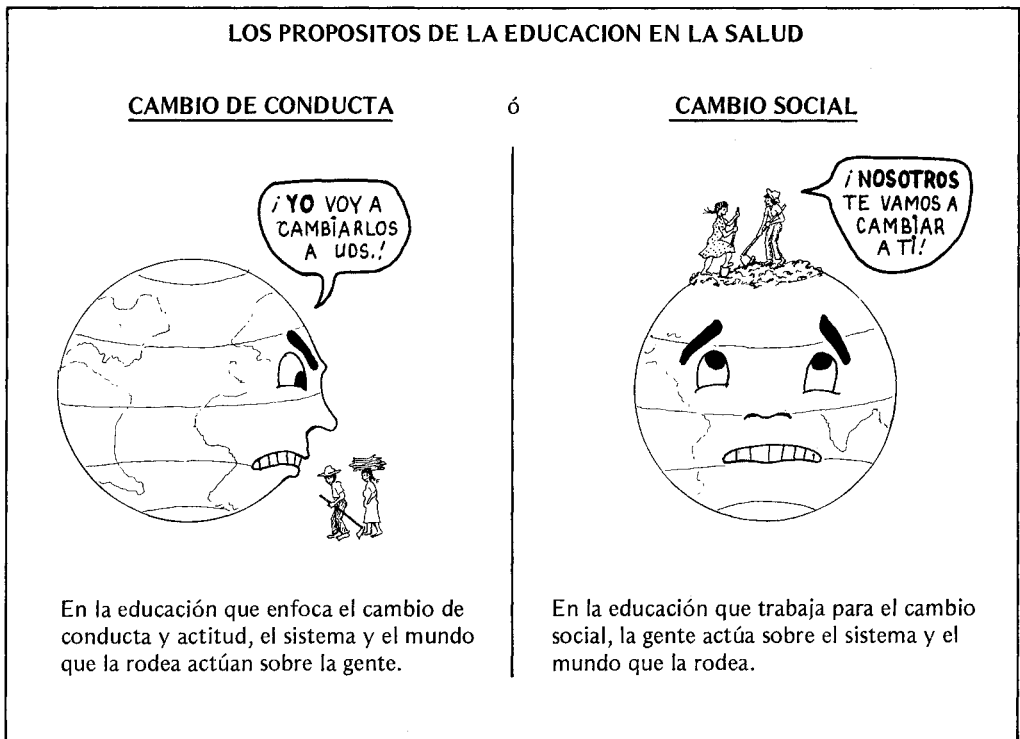 LOS PROPOSITOS DE LA EDUCACION EN LA SALUD
CAMBIO DE CONDUCTA
ó
CAMBIO SOCIAL
¡YO VOY A
CAMBIARLOS
A UDS.!
¡NOSOTROS
TE VAMOS A
CAMBIAR
A TÍ!
En la educación que enfoca el cambio de
conducta y actitud, el sistema y el mundo
que la rodea actúan sobre la gente.
En la educación que trabaja para el cambio
social, la gente actúa sobre el sistema y el
mundo que la rodea.